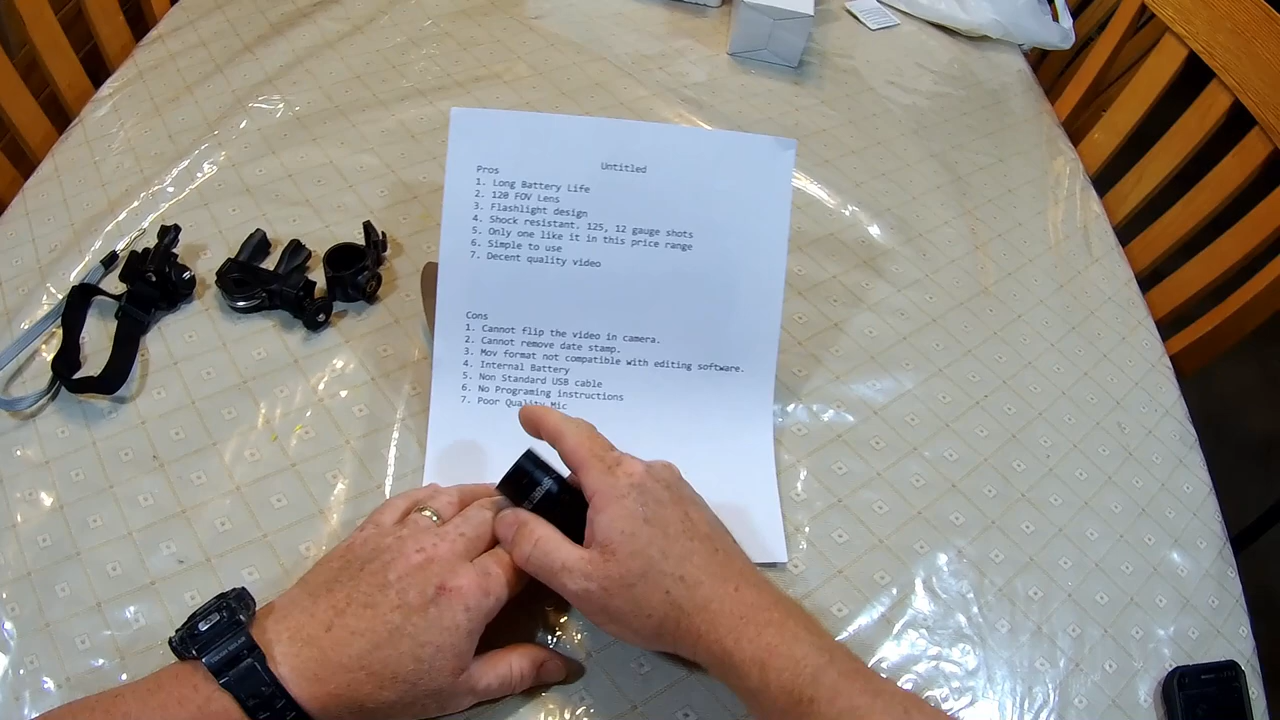 Untitled
Pros
1. Long Battery Life
2. 120 FOV Lens
3. Flashlight design
4. Shock resistant. 125, 12 gauge shots
5. Only one like it in this price range
6. Simple to use
7. Decent quality video
Cons
1. Cannot flip the video in camera.
2. Cannot remove date stamp.
3. Mov format not compatible with editing software.
4. Internal Battery
5. Non Standard USB cable
6. No Programing instructions
7. Poor Quality Mic